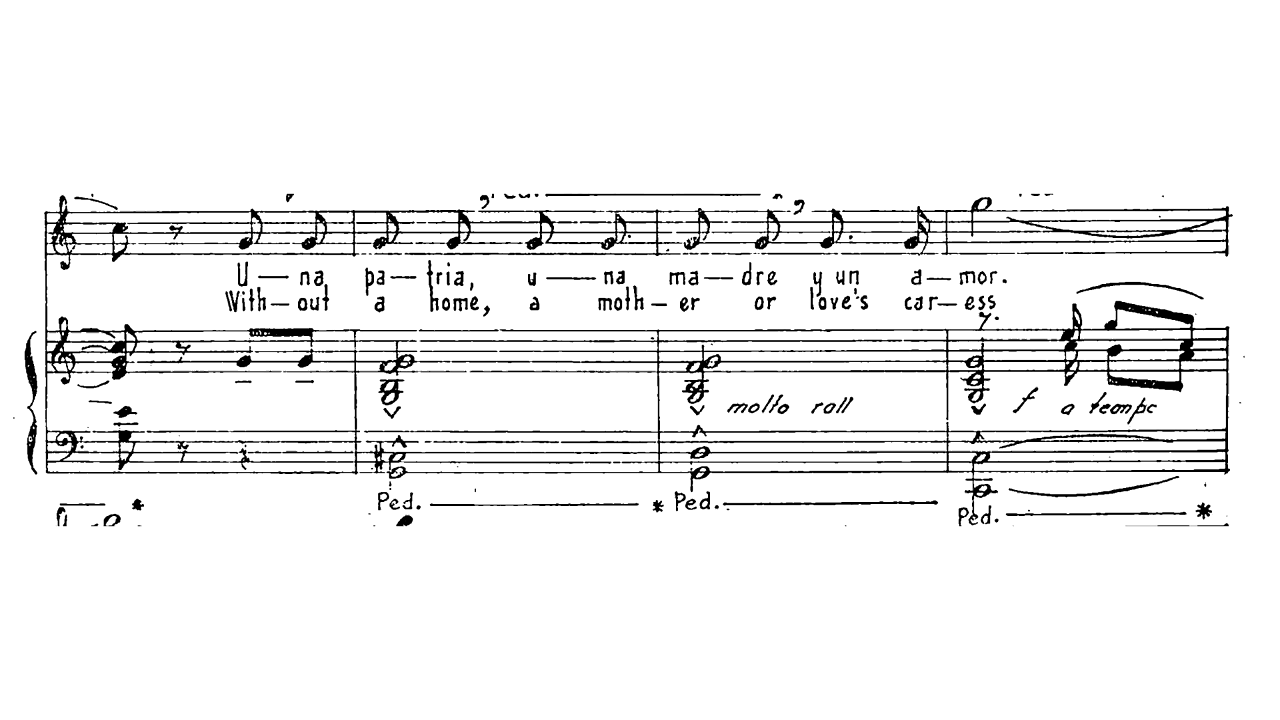 U — na pa — tria, u — na ma — dre y un a — mor.
With — out a home, a moth — er or love's car — ess
molto rall f a tempo
Ped. * Ped.
Ped. *